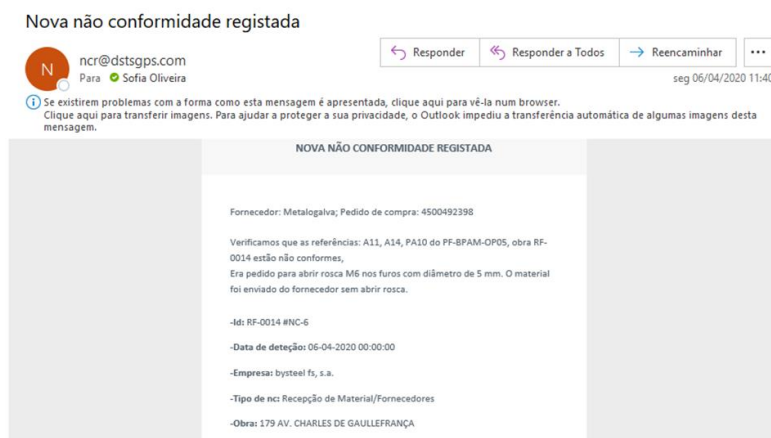 Nova não conformidade registada
N
ncr@dstsgps.com
Para Sofia Oliveira
Responder
Responder a Todos
Reencaminhar
seg 06/04/2020 11:40
Se existirem problemas com a forma como esta mensagem é apresentada, clique aqui para vê-la num browser.
Clique aqui para transferir imagens. Para ajudar a proteger a sua privacidade, o Outlook impediu a transferência automática de algumas imagens desta
mensagem.
NOVA NÃO CONFORMIDADE REGISTADA
Fornecedor: Metalogalva; Pedido de compra: 4500492398
Verificamos que as referências: A11, A14, PA10 do PF-BPAM-OP05, obra RF-
0014 estão não conformes,
Era pedido para abrir rosca M6 nos furos com diâmetro de 5 mm. O material
foi enviado do fornecedor sem abrir rosca.
-Id: RF-0014 #NC-6
-Data de deteção: 06-04-2020 00:00:00
-Empresa: bysteel fs, s.a.
-Tipo de nc: Recepção de Material/Fornecedores
-Obra: 179 AV. CHARLES DE GAULLEFRANÇA